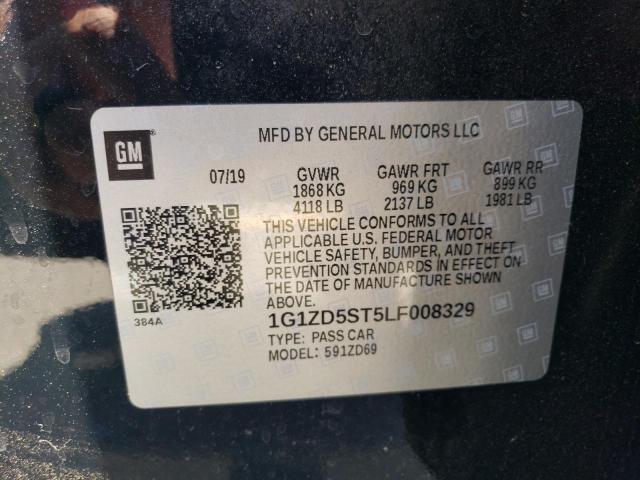 GM
MFD BY GENERAL MOTORS LLC
07/19 GVWR GAWR FRT GAWR RR
1868 KG 969 KG 899 KG
4118 LB 2137 LB 1981 LB
THIS VEHICLE CONFORMS TO ALL
APPLICABLE U.S. FEDERAL MOTOR
VEHICLE SAFETY, BUMPER, AND THEFT
PREVENTION STANDARDS IN EFFECT ON
THE DATE OF MANUFACTURE SHOWN
ABOVE.
384A
1G1ZD5ST5LF008329
TYPE: PASS CAR
MODEL: 591ZD69